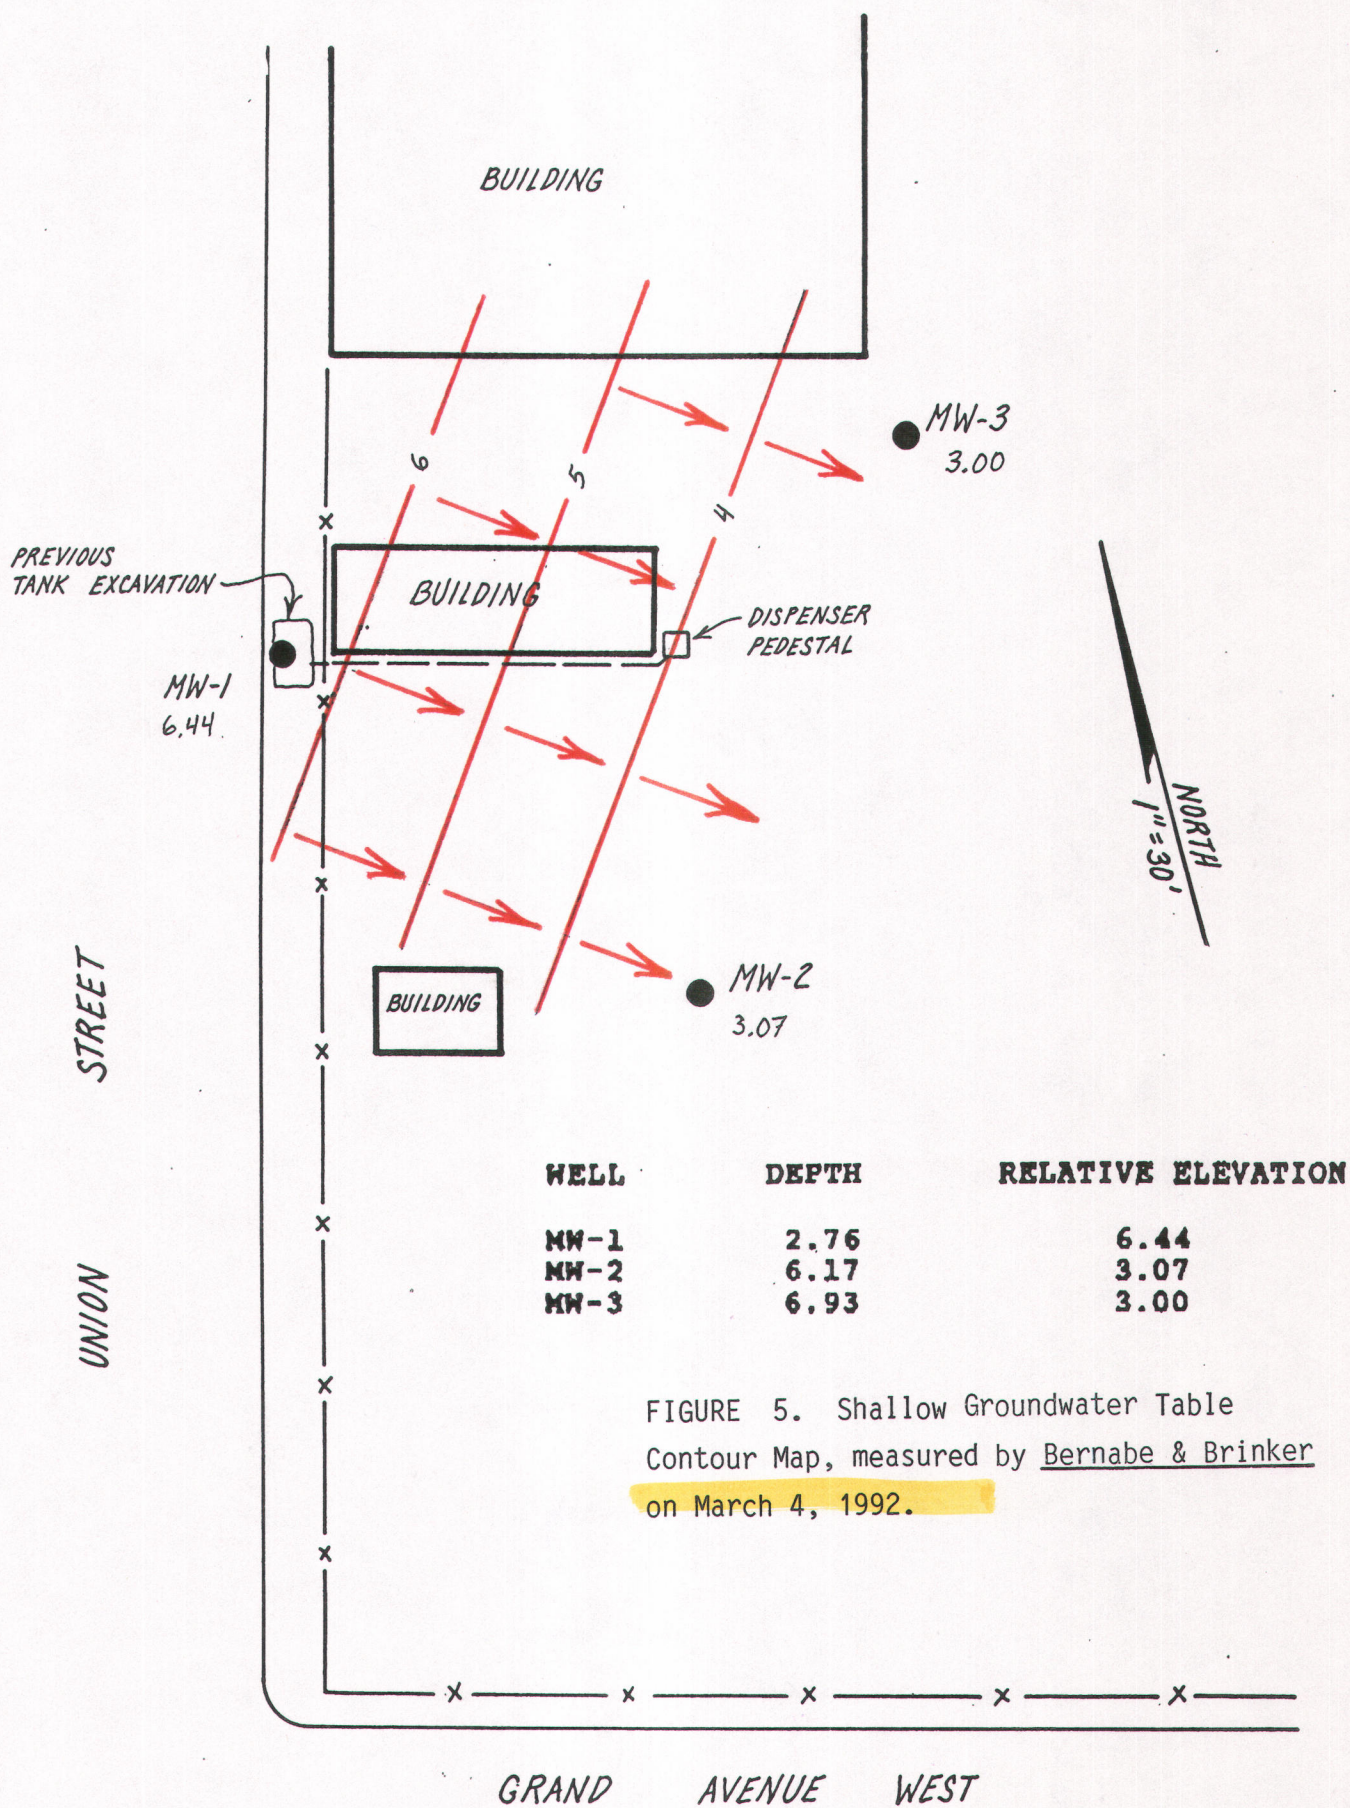 BUILDING
MW-3
3.00
6
5
4
PREVIOUS
TANK EXCAVATION
BUILDING
DISPENSER
PEDESTAL
MW-1
6.44
NORTH
1" = 30'
MW-2
3.07
BUILDING
UNION STREET
WELL DEPTH RELATIVE ELEVATION
MW-1 2.76 6.44
MW-2 6.17 3.07
MW-3 6.93 3.00
FIGURE 5. Shallow Groundwater Table
Contour Map, measured by Bernabe & Brinker
on March 4, 1992.
x
x
x
x
x
x
x
x
x
x
x
x
GRAND AVENUE WEST